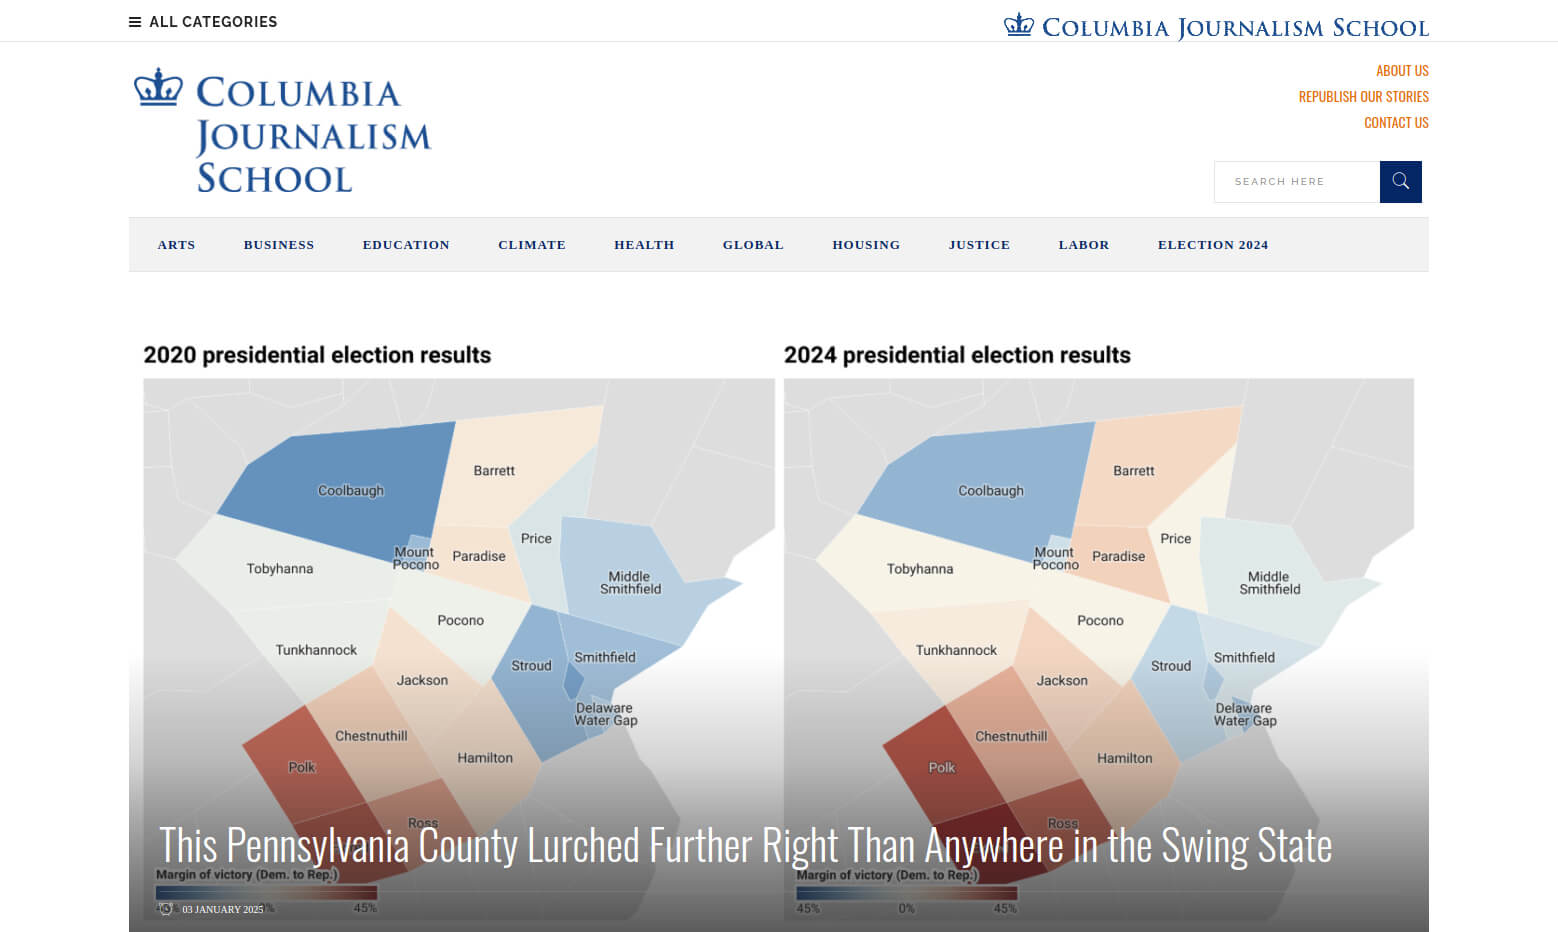 ALL CATEGORIES
COLUMBIA JOURNALISM SCHOOL
COLUMBIA
JOURNALISM
SCHOOL
ABOUT US
REPUBLISH OUR STORIES
CONTACT US
SEARCH HERE
ARTS BUSINESS EDUCATION CLIMATE HEALTH GLOBAL HOUSING JUSTICE LABOR ELECTION 2024
2020 presidential election results
Barrett
Coolbaugh
Price
Mount
Pocono
Paradise
Tobyhanna
Middle
Smithfield
Pocono
Tunkhannock
Smithfield
Stroud
Jackson
Delaware
Water Gap
Chestnuthill
Hamilton
Polk
Ross
Margin of victory (Dem. to Rep.)
45%
2024 presidential election results
Barrett
Coolbaugh
Price
Mount
Pocono
Paradise
Tobyhanna
Middle
Smithfield
Pocono
Tunkhannock
Smithfield
Stroud
Jackson
Delaware
Water Gap
Chestnuthill
Hamilton
Polk
Ross
Margin of victory (Dem. to Rep.)
45% 0% 45%
This Pennsylvania County Lurched Further Right Than Anywhere in the Swing State
03 JANUARY 2025